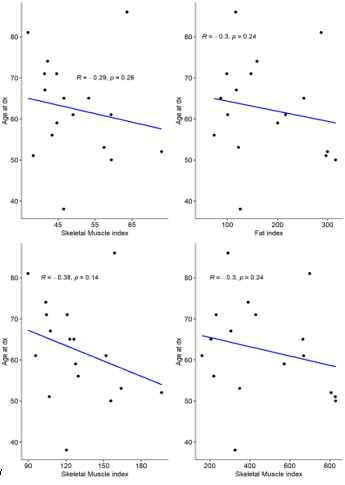 80
70
60
50
40
Age at dx
R = − 0.29, p = 0.26
45
55
65
Skeletal Muscle index
80
70
60
50
40
Age at dx
R = − 0.3, p = 0.24
100
200
300
Fat index
80
70
60
50
40
Age at dx
R = − 0.38, p = 0.14
90
120
150
180
Skeletal Muscle index
80
70
60
50
40
Age at dx
R = − 0.3, p = 0.24
200
400
600
800
Skeletal Muscle index